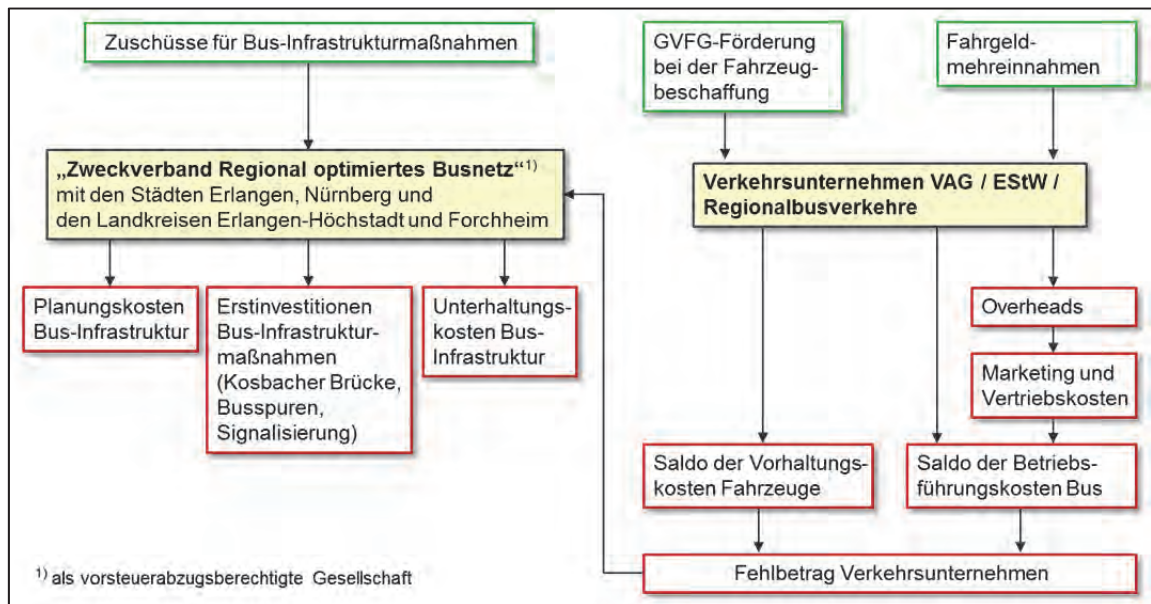 Zuschüsse für Bus-Infrastrukturmaßnahmen
GVFG-Förderung
bei der Fahrzeug-
beschaffung
Fahrgeld-
mehreinnahmen
„Zweckverband Regional optimiertes Busnetz“1)
mit den Städten Erlangen, Nürnberg und
den Landkreisen Erlangen-Höchstadt und Forchheim
Verkehrsunternehmen VAG / EStW /
Regionalbusverkehre
Planungskosten
Bus-Infrastruktur
Erstinvestitionen
Bus-Infrastruktur-
maßnahmen
(Kosbacher Brücke,
Busspuren,
Signalisierung)
Unterhaltungs-
kosten Bus-
Infrastruktur
Overheads
Marketing und
Vertriebskosten
Saldo der Vorhaltungs-
kosten Fahrzeuge
Saldo der Betriebs-
führungskosten Bus
Fehlbetrag Verkehrsunternehmen
1) als vorsteuerabzugsberechtigte Gesellschaft